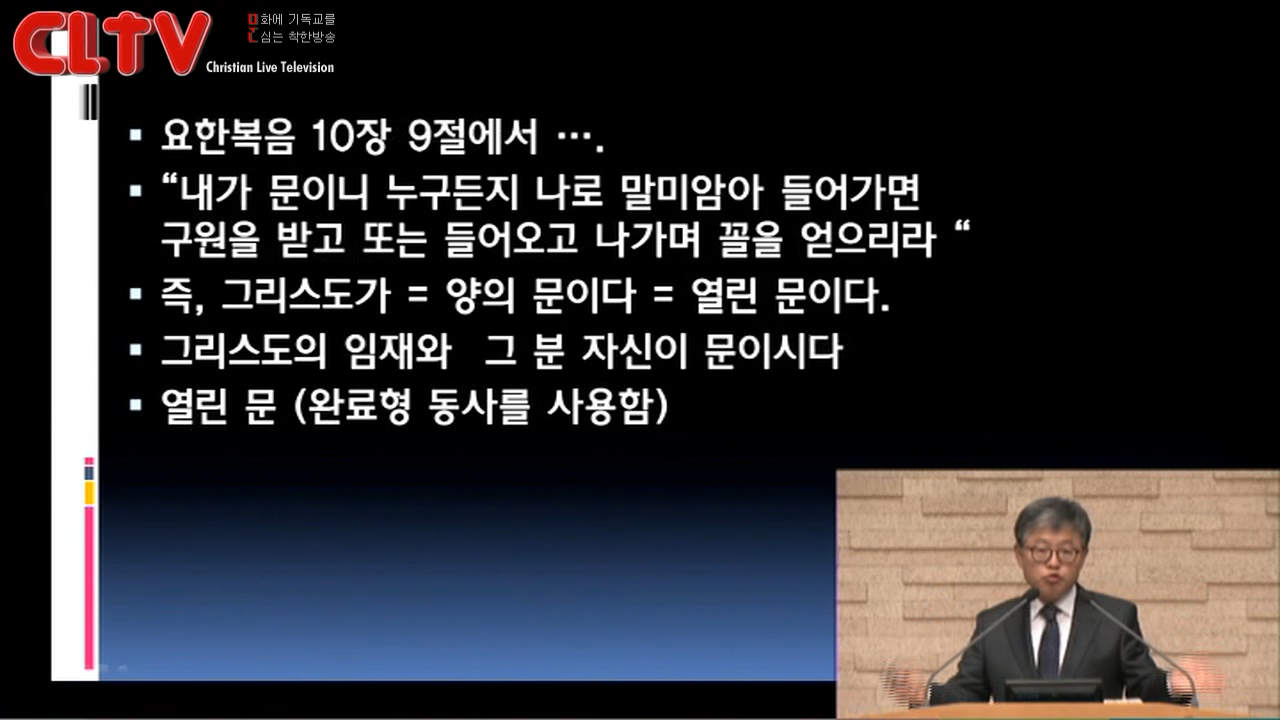 CLTV
문화에 기독교를
심는 착한방송
Christian Live Television
요한복음 10장 9절에서 ….
“내가 문이니 누구든지 나로 말미암아 들어가면
구원을 받고 또는 들어오고 나가며 꼴을 얻으리라 “
즉, 그리스도가 = 양의 문이다 = 열린 문이다.
그리스도의 임재와 그 분 자신이 문이시다
열린 문 (완료형 동사를 사용함)